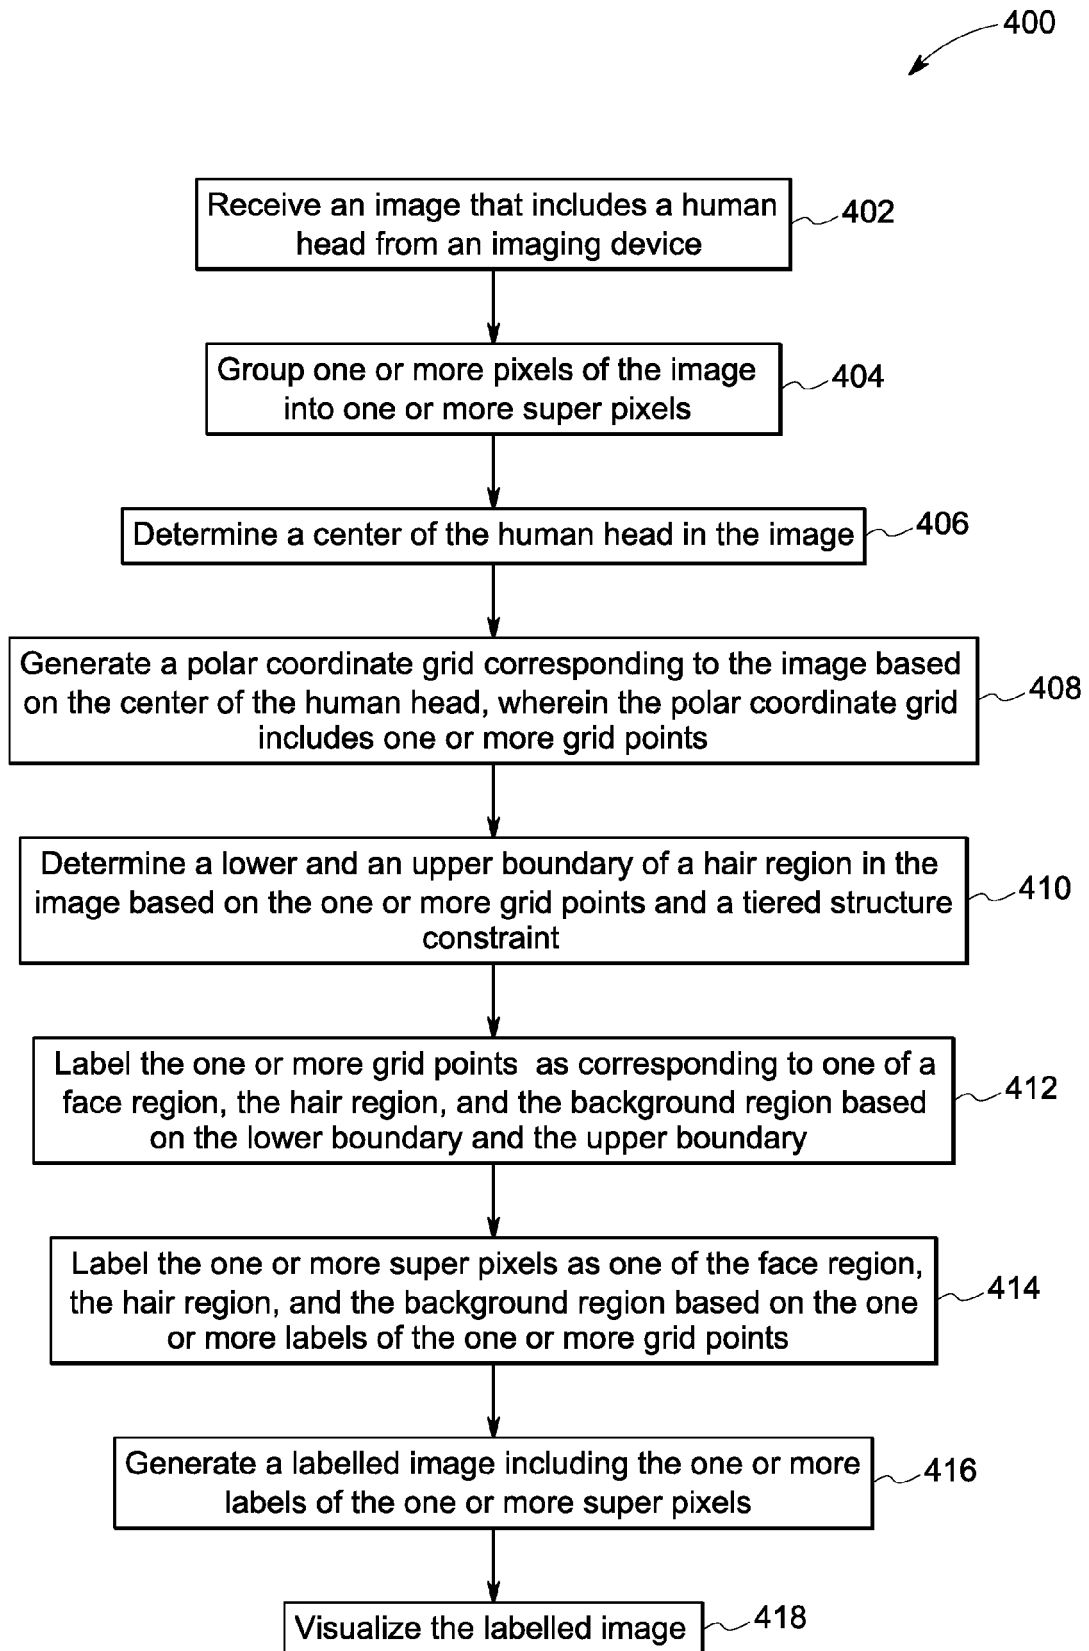 400
Receive an image that includes a human
head from an imaging device
402
Group one or more pixels of the image
into one or more super pixels
404
Determine a center of the human head in the image
406
Generate a polar coordinate grid corresponding to the image based
on the center of the human head, wherein the polar coordinate grid
includes one or more grid points
408
Determine a lower and an upper boundary of a hair region in the
image based on the one or more grid points and a tiered structure
constraint
410
Label the one or more grid points as corresponding to one of a
face region, the hair region, and the background region based
on the lower boundary and the upper boundary
412
Label the one or more super pixels as one of the face region,
the hair region, and the background region based on the one
or more labels of the one or more grid points
414
Generate a labelled image including the one or more
labels of the one or more super pixels
416
Visualize the labelled image
418